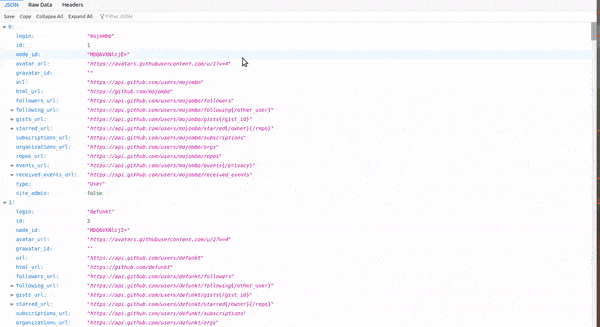 JSON Raw Data Headers
Save Copy Collapse All Expand All Filter JSON
0:
login: "mojombo"
id: 1
node_id: "MDQ6VXNlcjE="
avatar_url: "https://avatars.githubusercontent.com/u/1?v=4"
gravatar_id: ""
url: "https://api.github.com/users/mojombo"
html_url: "https://github.com/mojombo"
followers_url: "https://api.github.com/users/mojombo/followers"
following_url: "https://api.github.com/users/mojombo/following{/other_user}"
gists_url: "https://api.github.com/users/mojombo/gists{/gist_id}"
starred_url: "https://api.github.com/users/mojombo/starred{/owner}{/repo}"
subscriptions_url: "https://api.github.com/users/mojombo/subscriptions"
organizations_url: "https://api.github.com/users/mojombo/orgs"
repos_url: "https://api.github.com/users/mojombo/repos"
events_url: "https://api.github.com/users/mojombo/events{/privacy}"
received_events_url: "https://api.github.com/users/mojombo/received_events"
type: "User"
site_admin: false
1:
login: "defunkt"
id: 2
node_id: "MDQ6VXNlcjI="
avatar_url: "https://avatars.githubusercontent.com/u/2?v=4"
gravatar_id: ""
url: "https://api.github.com/users/defunkt"
html_url: "https://github.com/defunkt"
followers_url: "https://api.github.com/users/defunkt/followers"
following_url: "https://api.github.com/users/defunkt/following{/other_user}"
gists_url: "https://api.github.com/users/defunkt/gists{/gist_id}"
starred_url: "https://api.github.com/users/defunkt/starred{/owner}{/repo}"
subscriptions_url: "https://api.github.com/users/defunkt/subscriptions"
organizations_url: "https://api.github.com/users/defunkt/orgs"